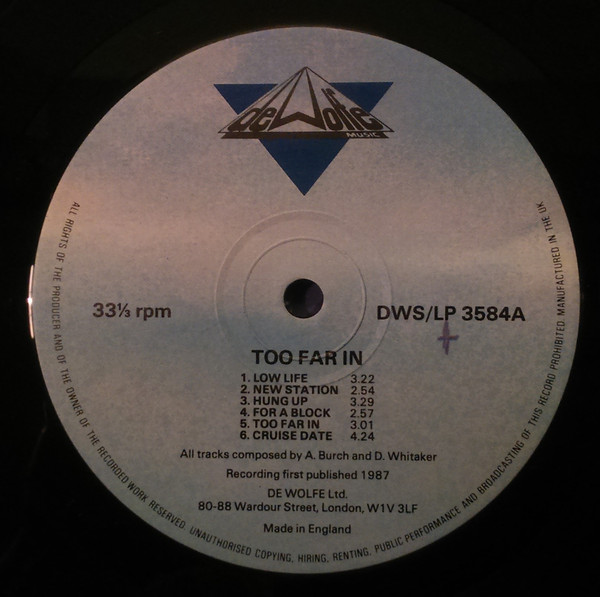 de Wolfe
MUSIC
33⅓ rpm
DWS/LP 3584A
TOO FAR IN
1. LOW LIFE 3.22
2. NEW STATION 2.54
3. HUNG UP 3.29
4. FOR A BLOCK 2.57
5. TOO FAR IN 3.01
6. CRUISE DATE 4.24
All tracks composed by A. Burch and D. Whitaker
Recording first published 1987
DE WOLFE Ltd.
80-88 Wardour Street, London, W1V 3LF
Made in England
ALL RIGHTS OF THE PRODUCER AND OF THE OWNER OF THE RECORDED WORK RESERVED. UNAUTHORISED COPYING, HIRING, RENTING, PUBLIC PERFORMANCE AND BROADCASTING OF THIS RECORD PROHIBITED MANUFACTURED IN THE UK